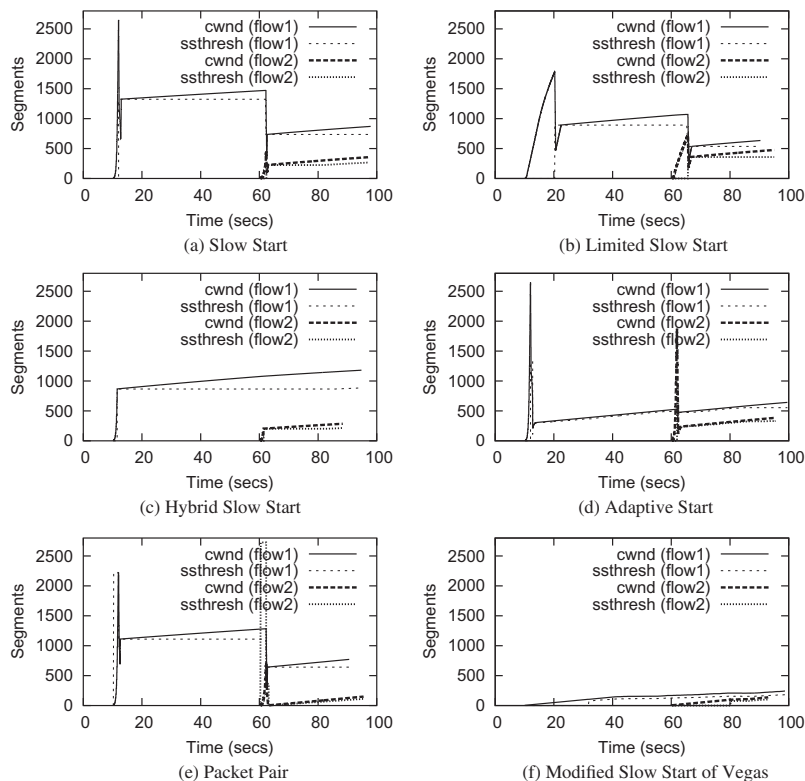 2500
2000
1500
1000
500
0
Segments
cwnd (flow1)
ssthresh (flow1)
cwnd (flow2)
ssthresh (flow2)
0 20 40 60 80 100
Time (secs)
(a) Slow Start
2500
2000
1500
1000
500
0
Segments
cwnd (flow1)
ssthresh (flow1)
cwnd (flow2)
ssthresh (flow2)
0 20 40 60 80 100
Time (secs)
(b) Limited Slow Start
2500
2000
1500
1000
500
0
Segments
cwnd (flow1)
ssthresh (flow1)
cwnd (flow2)
ssthresh (flow2)
0 20 40 60 80 100
Time (secs)
(c) Hybrid Slow Start
2500
2000
1500
1000
500
0
Segments
cwnd (flow1)
ssthresh (flow1)
cwnd (flow2)
ssthresh (flow2)
0 20 40 60 80 100
Time (secs)
(d) Adaptive Start
2500
2000
1500
1000
500
0
Segments
cwnd (flow1)
ssthresh (flow1)
cwnd (flow2)
ssthresh (flow2)
0 20 40 60 80 100
Time (secs)
(e) Packet Pair
2500
2000
1500
1000
500
0
Segments
cwnd (flow1)
ssthresh (flow1)
cwnd (flow2)
ssthresh (flow2)
0 20 40 60 80 100
Time (secs)
(f) Modified Slow Start of Vegas